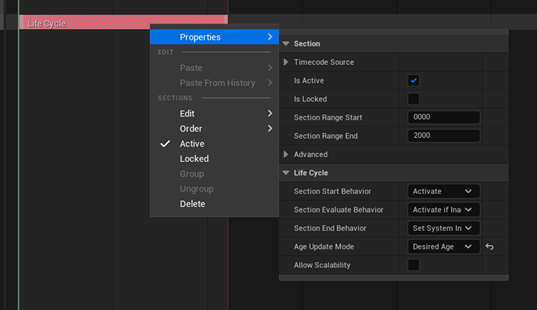 Life Cycle
Properties
EDIT
Paste
Paste From History
SECTIONS
Edit
Order
Active
Locked
Group
Ungroup
Delete
Section
Timecode Source
Is Active
Is Locked
Section Range Start 0000
Section Range End 2000
Advanced
Life Cycle
Section Start Behavior Activate
Section Evaluate Behavior Activate if Ina
Section End Behavior Set System In
Age Update Mode Desired Age
Allow Scalability